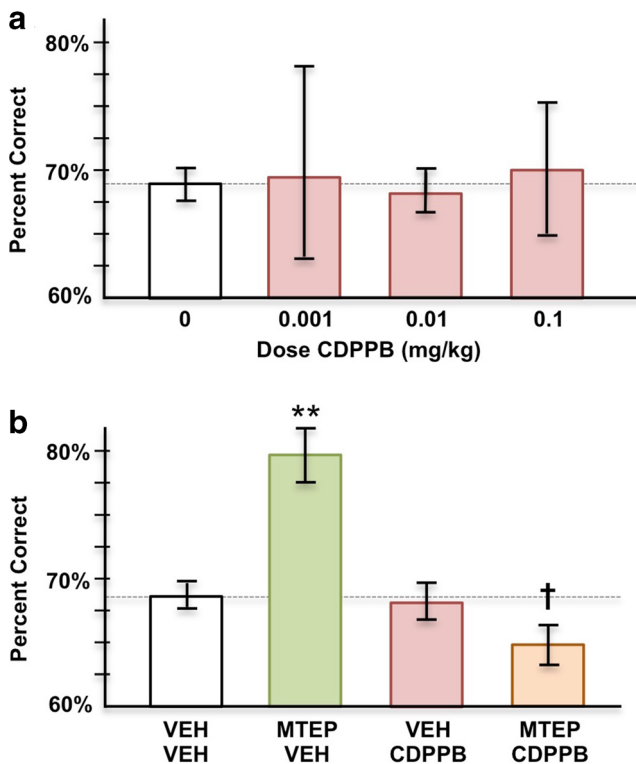 a
Percent Correct
80%
70%
60%
0 0.001 0.01 0.1
Dose CDPPB (mg/kg)
b
Percent Correct
80%
70%
60%
**
†
VEH MTEP VEH MTEP
VEH VEH CDPPB CDPPB